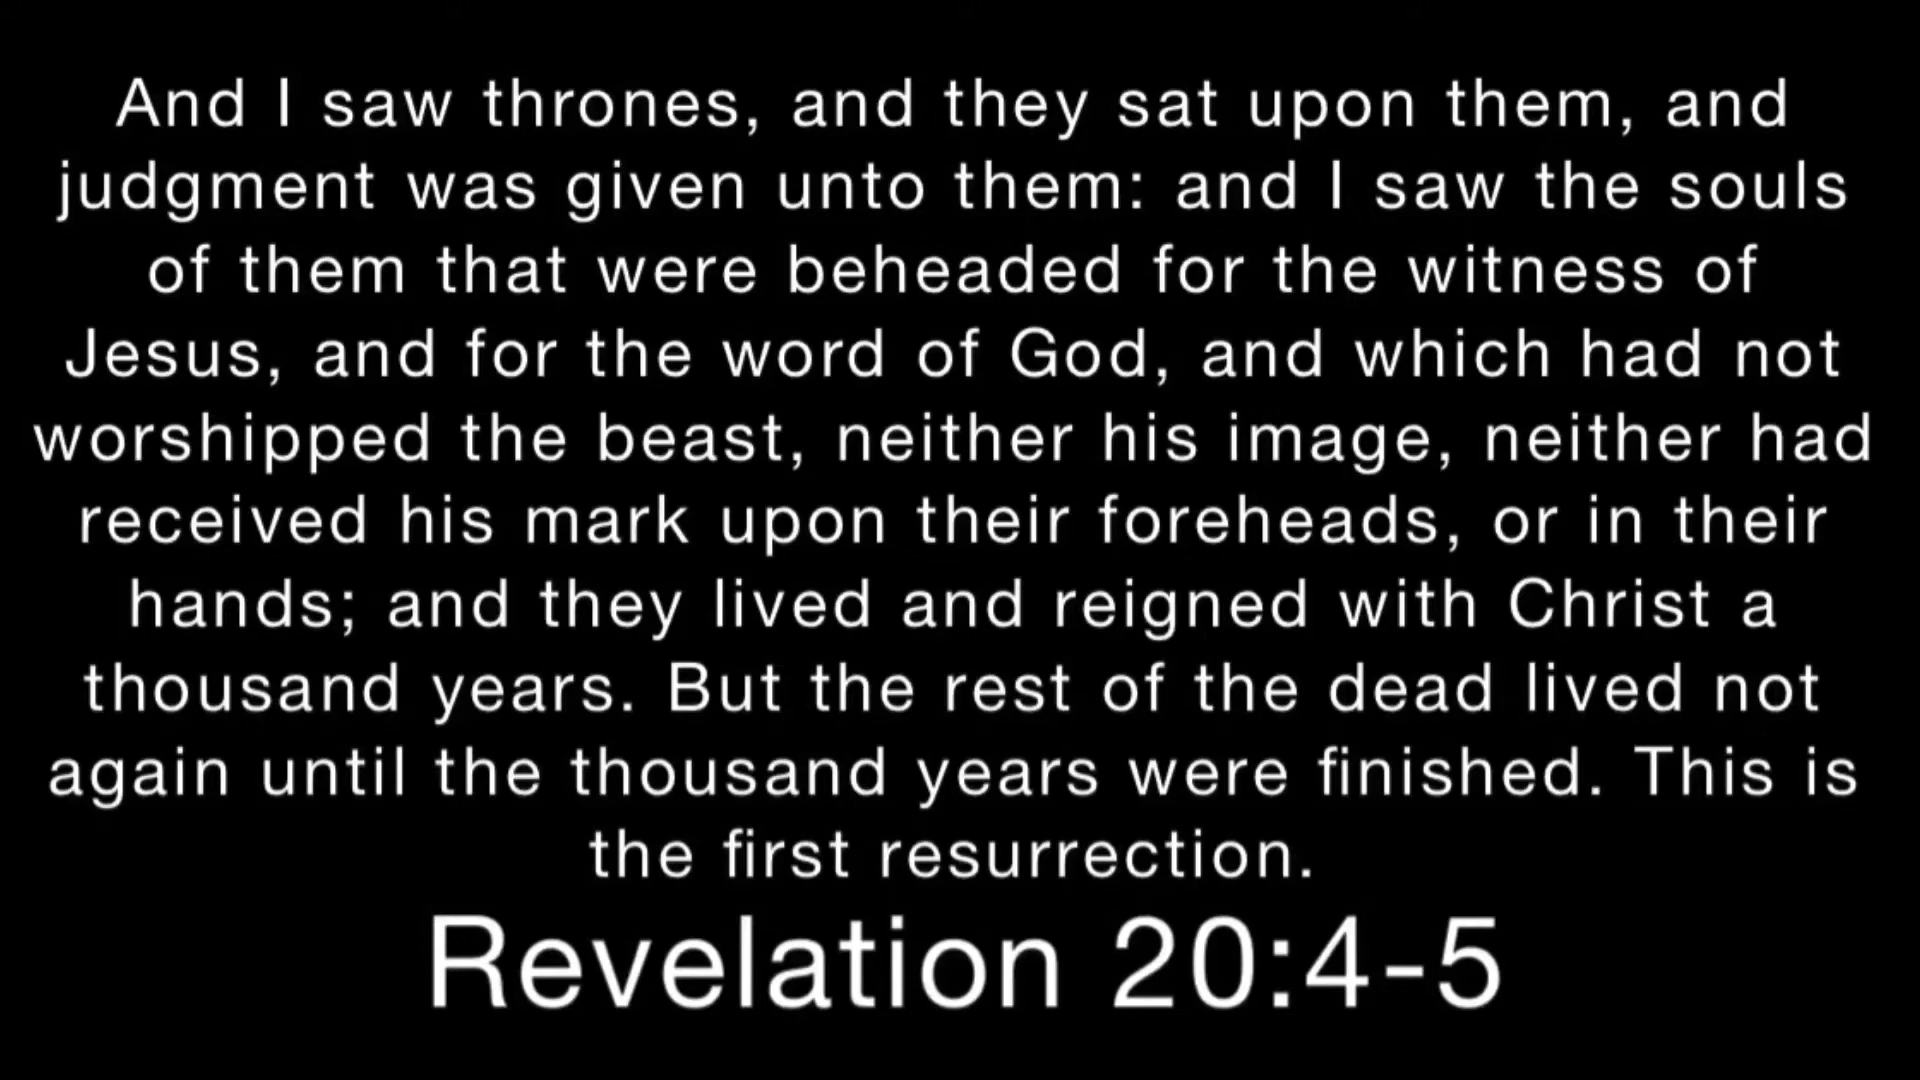 And I saw thrones, and they sat upon them, and
judgment was given unto them: and I saw the souls
of them that were beheaded for the witness of
Jesus, and for the word of God, and which had not
worshipped the beast, neither his image, neither had
received his mark upon their foreheads, or in their
hands; and they lived and reigned with Christ a
thousand years. But the rest of the dead lived not
again until the thousand years were finished. This is
the first resurrection.
Revelation 20:4-5